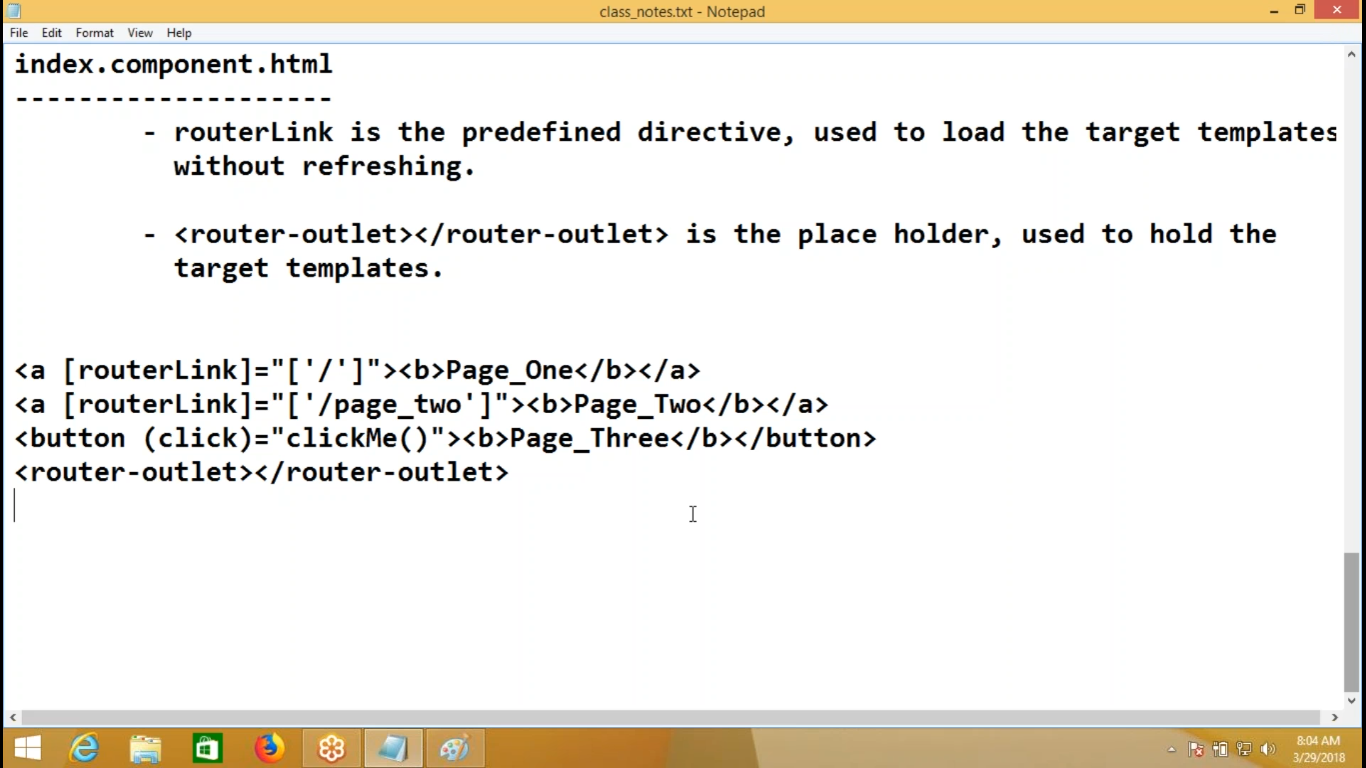 class_notes.txt - Notepad
File Edit Format View Help
index.component.html
--------------------
- routerLink is the predefined directive, used to load the target templates
without refreshing.
- <router-outlet></router-outlet> is the place holder, used to hold the
target templates.
<a [routerLink]="['/']"><b>Page_One</b></a>
<a [routerLink]="['/page_two']"><b>Page_Two</b></a>
<button (click)="clickMe()"><b>Page_Three</b></button>
<router-outlet></router-outlet>
8:04 AM
3/29/2018